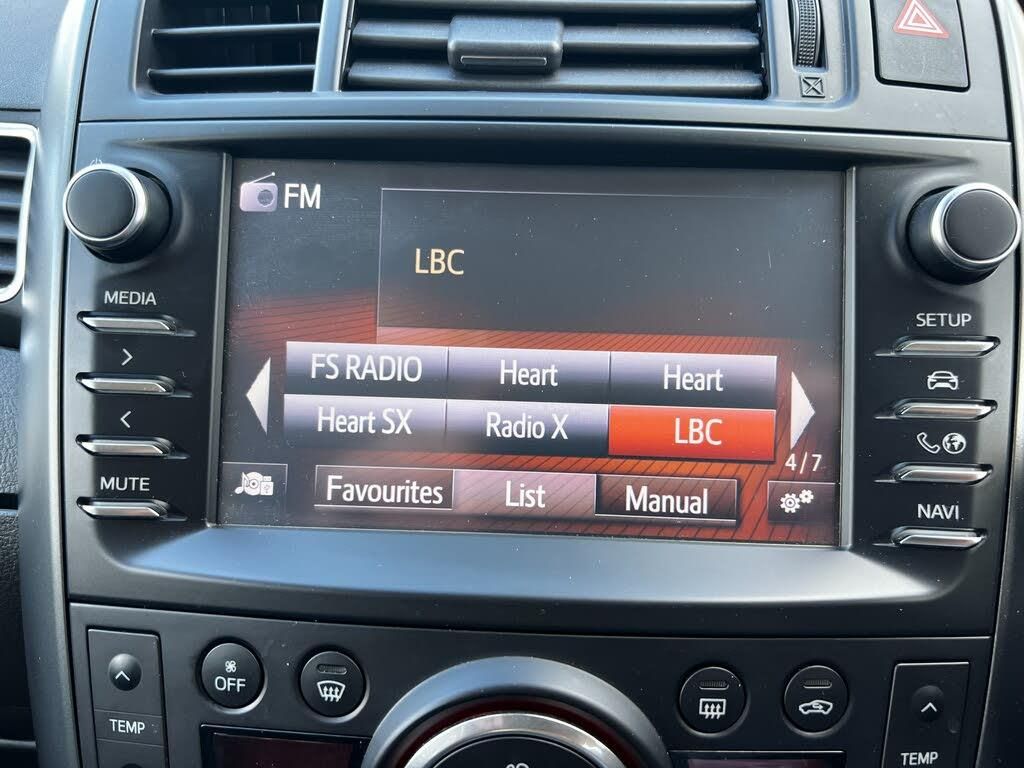 FM
LBC
MEDIA
SETUP
FS RADIO Heart Heart
Heart SX Radio X LBC
4/7
MUTE
Favourites List Manual
NAVI
OFF
TEMP
TEMP